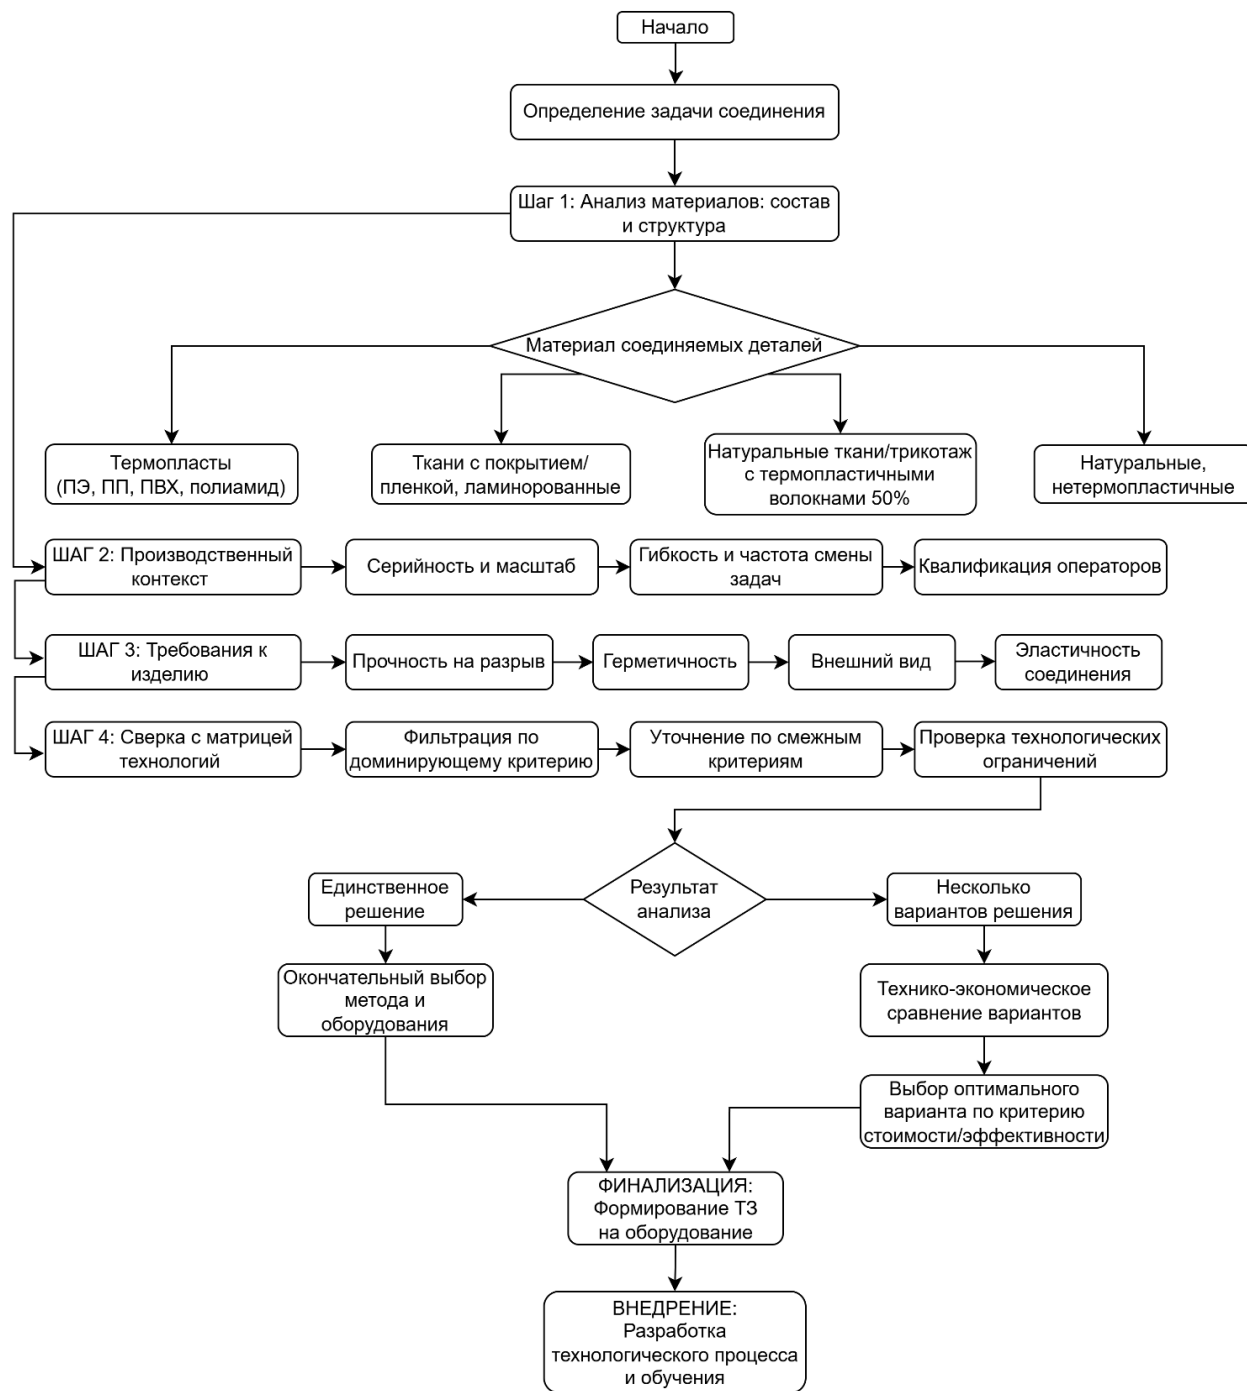 Начало
Определение задачи соединения
Шаг 1: Анализ материалов: состав
и структура
Материал соединяемых деталей
Термопласты
(ПЭ, ПП, ПВХ, полиамид)
Ткани с покрытием/
пленкой, ламинорованные
Натуральные ткани/трикотаж
с термопластичными
волокнами 50%
Натуральные,
нетермопластичные
ШАГ 2: Производственный
контекст
Серийность и масштаб
Гибкость и частота смены
задач
Квалификация операторов
ШАГ 3: Требования к
изделию
Прочность на разрыв
Герметичность
Внешний вид
Эластичность
соединения
ШАГ 4: Сверка с матрицей
технологий
Фильтрация по
доминирующему критерию
Уточнение по смежным
критериям
Проверка технологических
ограничений
Результат
анализа
Единственное
решение
Несколько
вариантов решения
Окончательный выбор
метода и
оборудования
Технико-экономическое
сравнение вариантов
Выбор оптимального
варианта по критерию
стоимости/эффективности
ФИНАЛИЗАЦИЯ:
Формирование ТЗ
на оборудование
ВНЕДРЕНИЕ:
Разработка
технологического процесса
и обучения